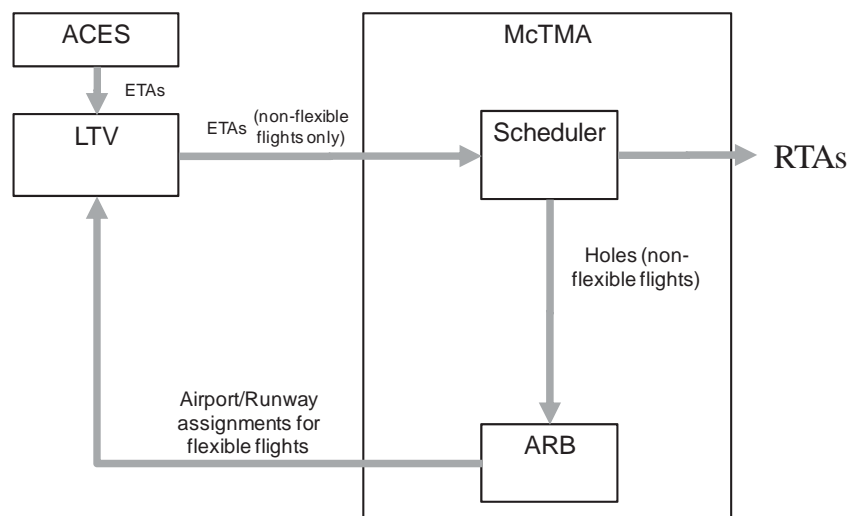 ACES
McTMA
ETAs
LTV
ETAs (non-flexible
flights only)
Scheduler
RTAs
Holes (non-
flexible flights)
Airport/Runway
assignments for
flexible flights
ARB